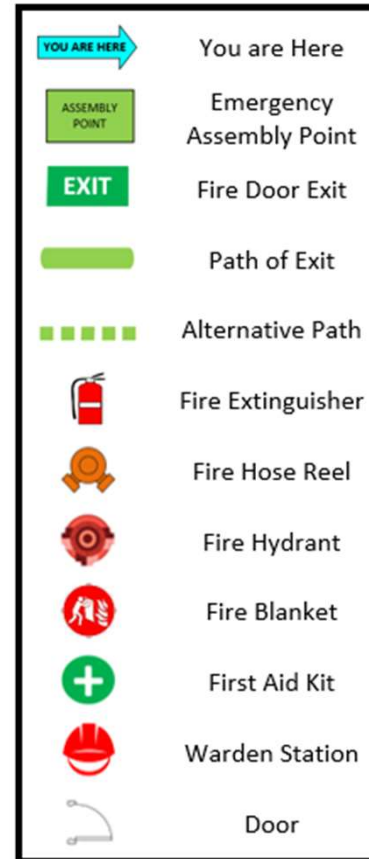 YOU ARE HERE You are Here
ASSEMBLY POINT Emergency Assembly Point
EXIT Fire Door Exit
Path of Exit
Alternative Path
Fire Extinguisher
Fire Hose Reel
Fire Hydrant
Fire Blanket
First Aid Kit
Warden Station
Door